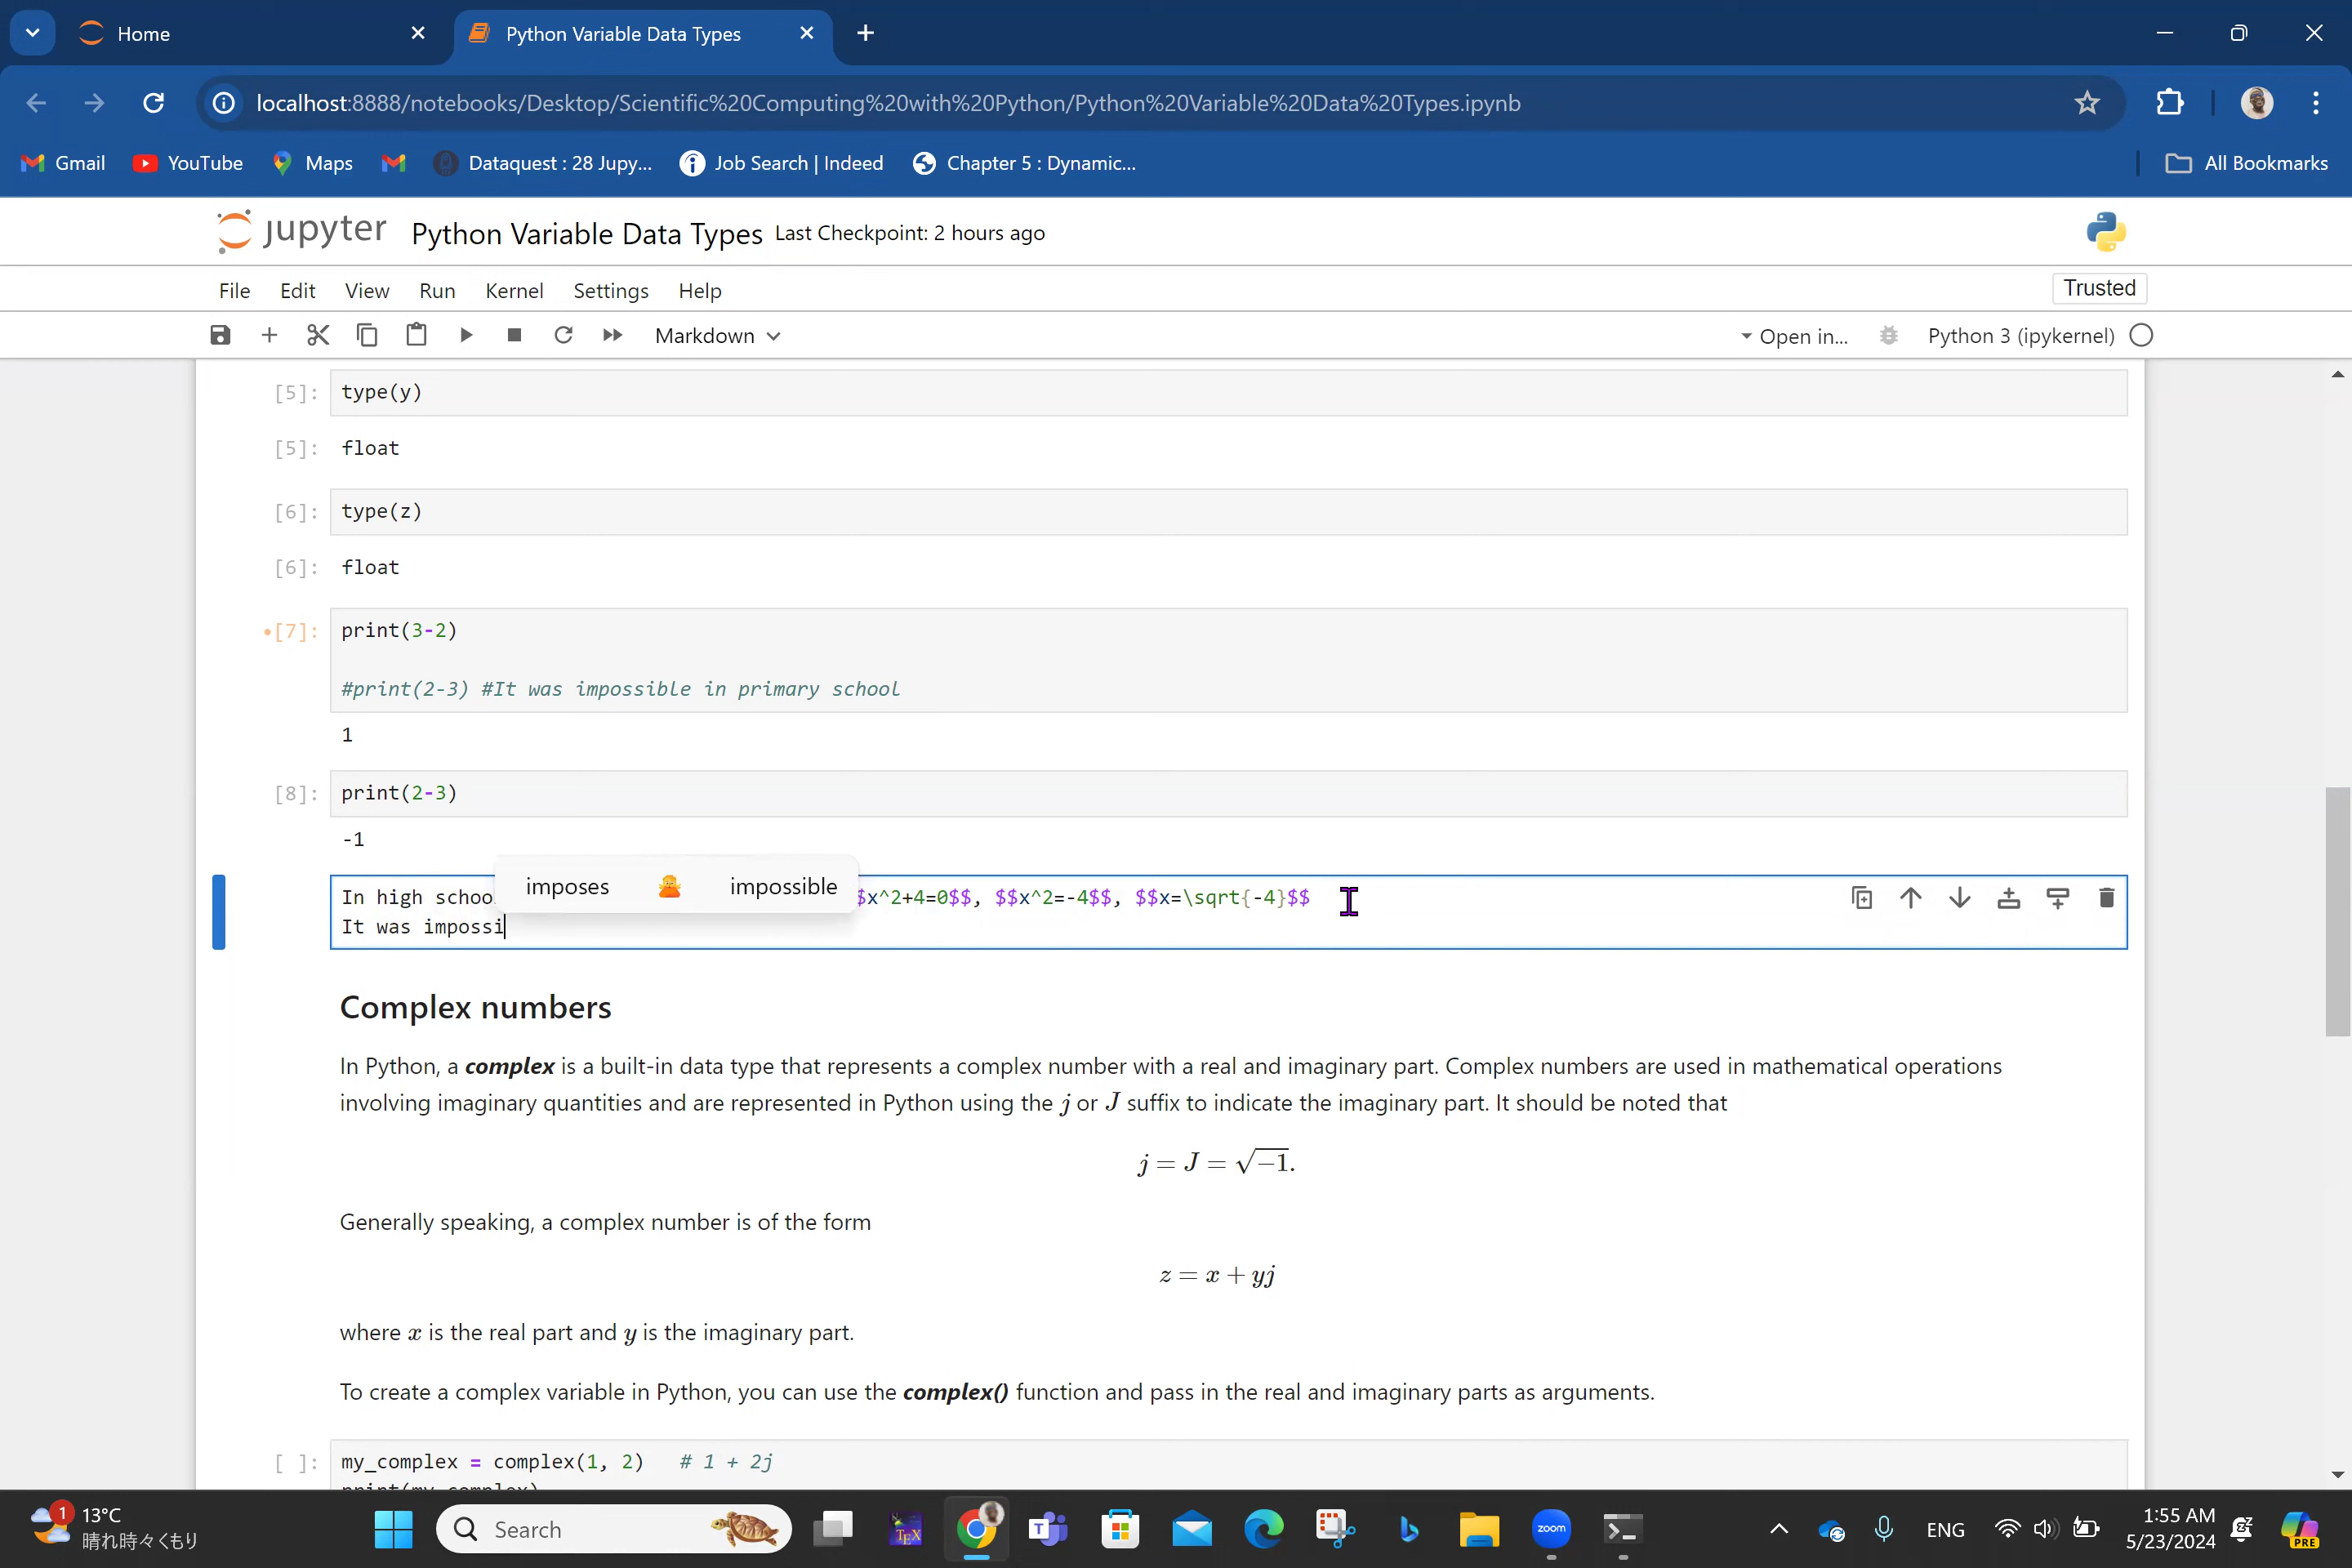 Home
Python Variable Data Types
localhost:8888/notebooks/Desktop/Scientific%20Computing%20with%20Python/Python%20Variable%20Data%20Types.ipynb
Gmail YouTube Maps Dataquest : 28 Jupy... Job Search | Indeed Chapter 5 : Dynamic... All Bookmarks
jupyter Python Variable Data Types Last Checkpoint: 2 hours ago
File Edit View Run Kernel Settings Help Trusted
Markdown Open in... Python 3 (ipykernel)
[5]: type(y)
[5]: float
[6]: type(z)
[6]: float
•[7]: print(3-2)
#print(2-3) #It was impossible in primary school
1
[8]: print(2-3)
-1
imposes impossible
In high schoo $x^2+4=0$$, $$x^2=-4$$, $$x=\sqrt{-4}$$
It was impossi
Complex numbers
In Python, a complex is a built-in data type that represents a complex number with a real and imaginary part. Complex numbers are used in mathematical operations
involving imaginary quantities and are represented in Python using the j or J suffix to indicate the imaginary part. It should be noted that
j = J = √−1.
Generally speaking, a complex number is of the form
z = x + yj
where x is the real part and y is the imaginary part.
To create a complex variable in Python, you can use the complex() function and pass in the real and imaginary parts as arguments.
[ ]: my_complex = complex(1, 2) # 1 + 2j
print(my_complex)
1 13°C
晴れ時々くもり
Search
TEX
T
zoom
ENG
1:55 AM
5/23/2024
PRE